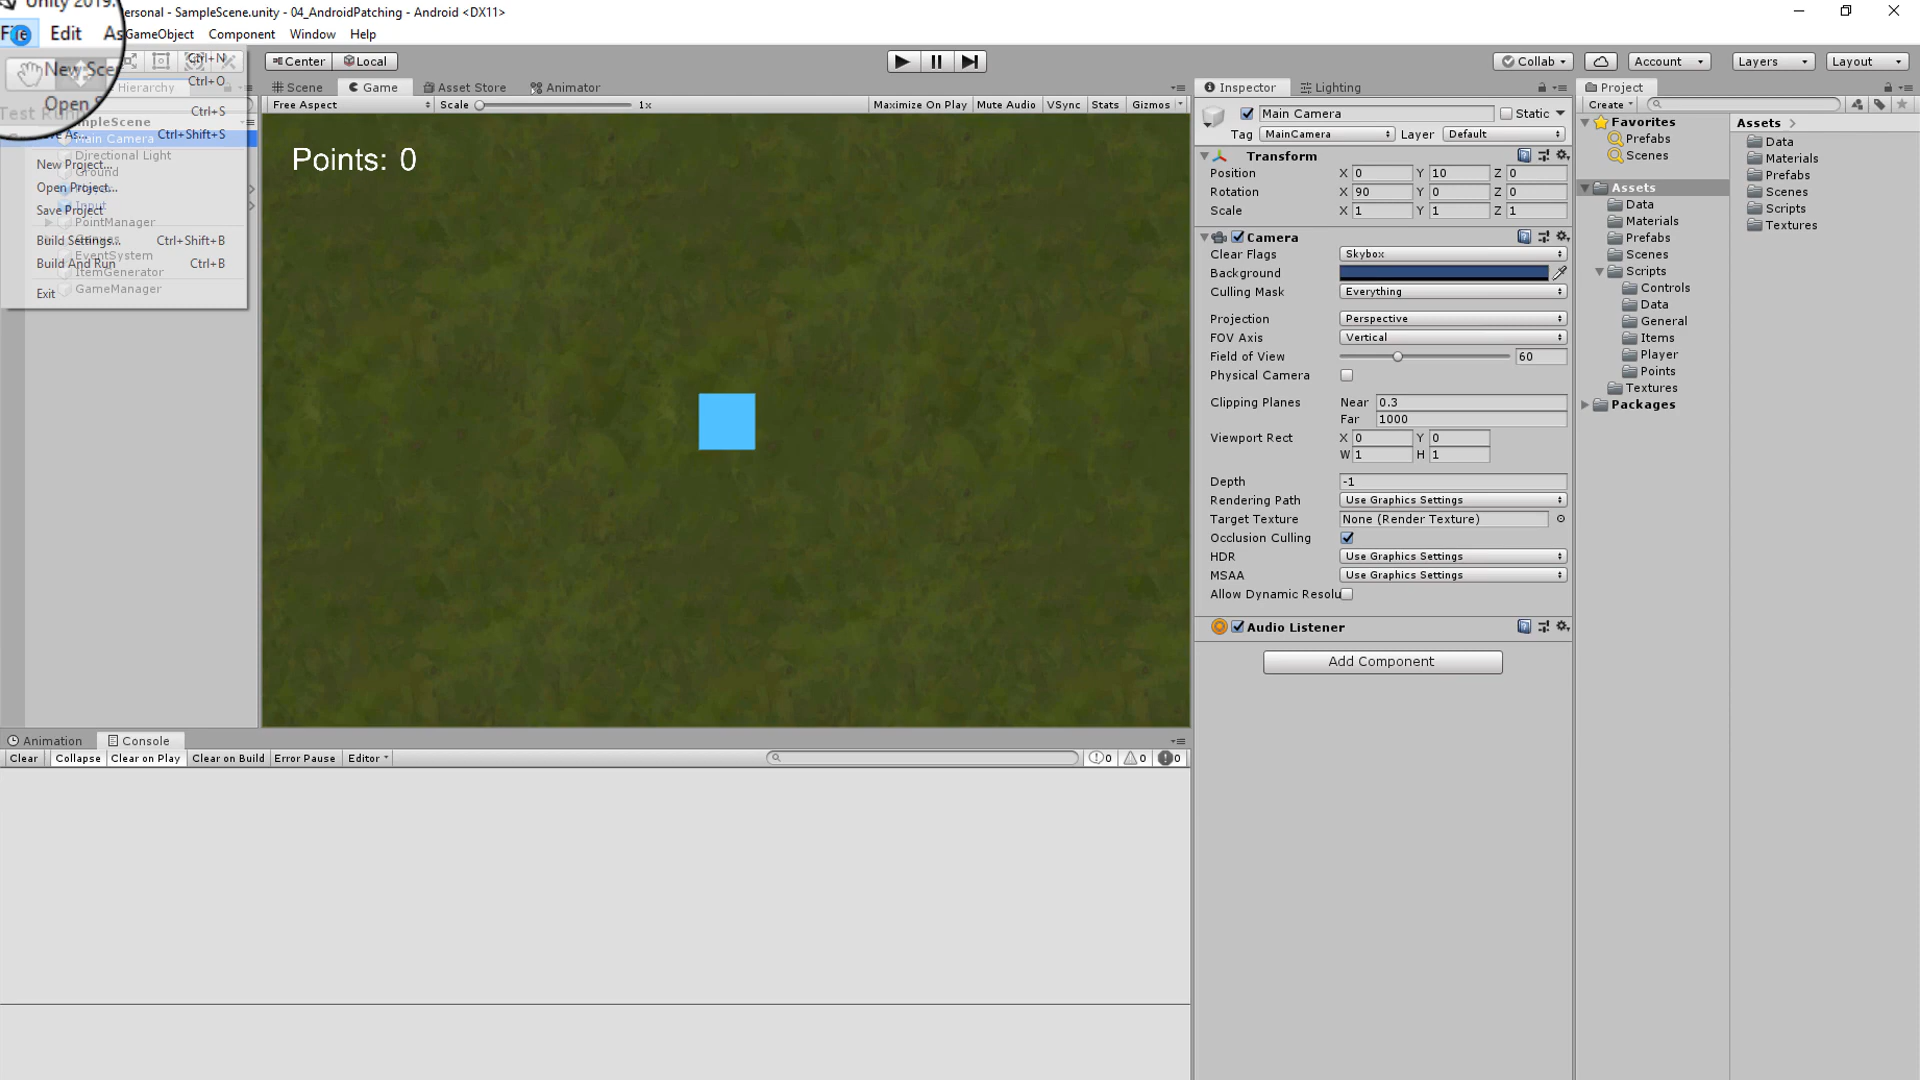 Unity 2019.
ersonal - SampleScene.unity - 04_AndroidPatching - Android <DX11>
File Edit As GameObject Component Window Help
Center Local
Collab Account Layers Layout
New Sce Ctrl+N
Open S Ctrl+O
Ctrl+S
As... Ctrl+Shift+S
New Project...
Open Project...
Save Project
Build Settings... Ctrl+Shift+B
Build And Run Ctrl+B
Exit
Hierarchy
mpleScene
Main Camera
Directional Light
Ground
Input
PointManager
EventSystem
ItemGenerator
GameManager
Scene Game Asset Store Animator
Free Aspect Scale 1x Maximize On Play Mute Audio VSync Stats Gizmos
Points: 0
Inspector Lighting
Main Camera Static
Tag MainCamera Layer Default
Transform
Position X 0 Y 10 Z 0
Rotation X 90 Y 0 Z 0
Scale X 1 Y 1 Z 1
Camera
Clear Flags Skybox
Background
Culling Mask Everything
Projection Perspective
FOV Axis Vertical
Field of View 60
Physical Camera
Clipping Planes Near 0.3
Far 1000
Viewport Rect X 0 Y 0
W 1 H 1
Depth -1
Rendering Path Use Graphics Settings
Target Texture None (Render Texture)
Occlusion Culling
HDR Use Graphics Settings
MSAA Use Graphics Settings
Allow Dynamic Resolu
Audio Listener
Add Component
Project
Create
Favorites
Prefabs
Scenes
Assets
Data
Materials
Prefabs
Scenes
Scripts
Controls
Data
General
Items
Player
Points
Textures
Packages
Assets
Data
Materials
Prefabs
Scenes
Scripts
Textures
Animation Console
Clear Collapse Clear on Play Clear on Build Error Pause Editor 0 0 0